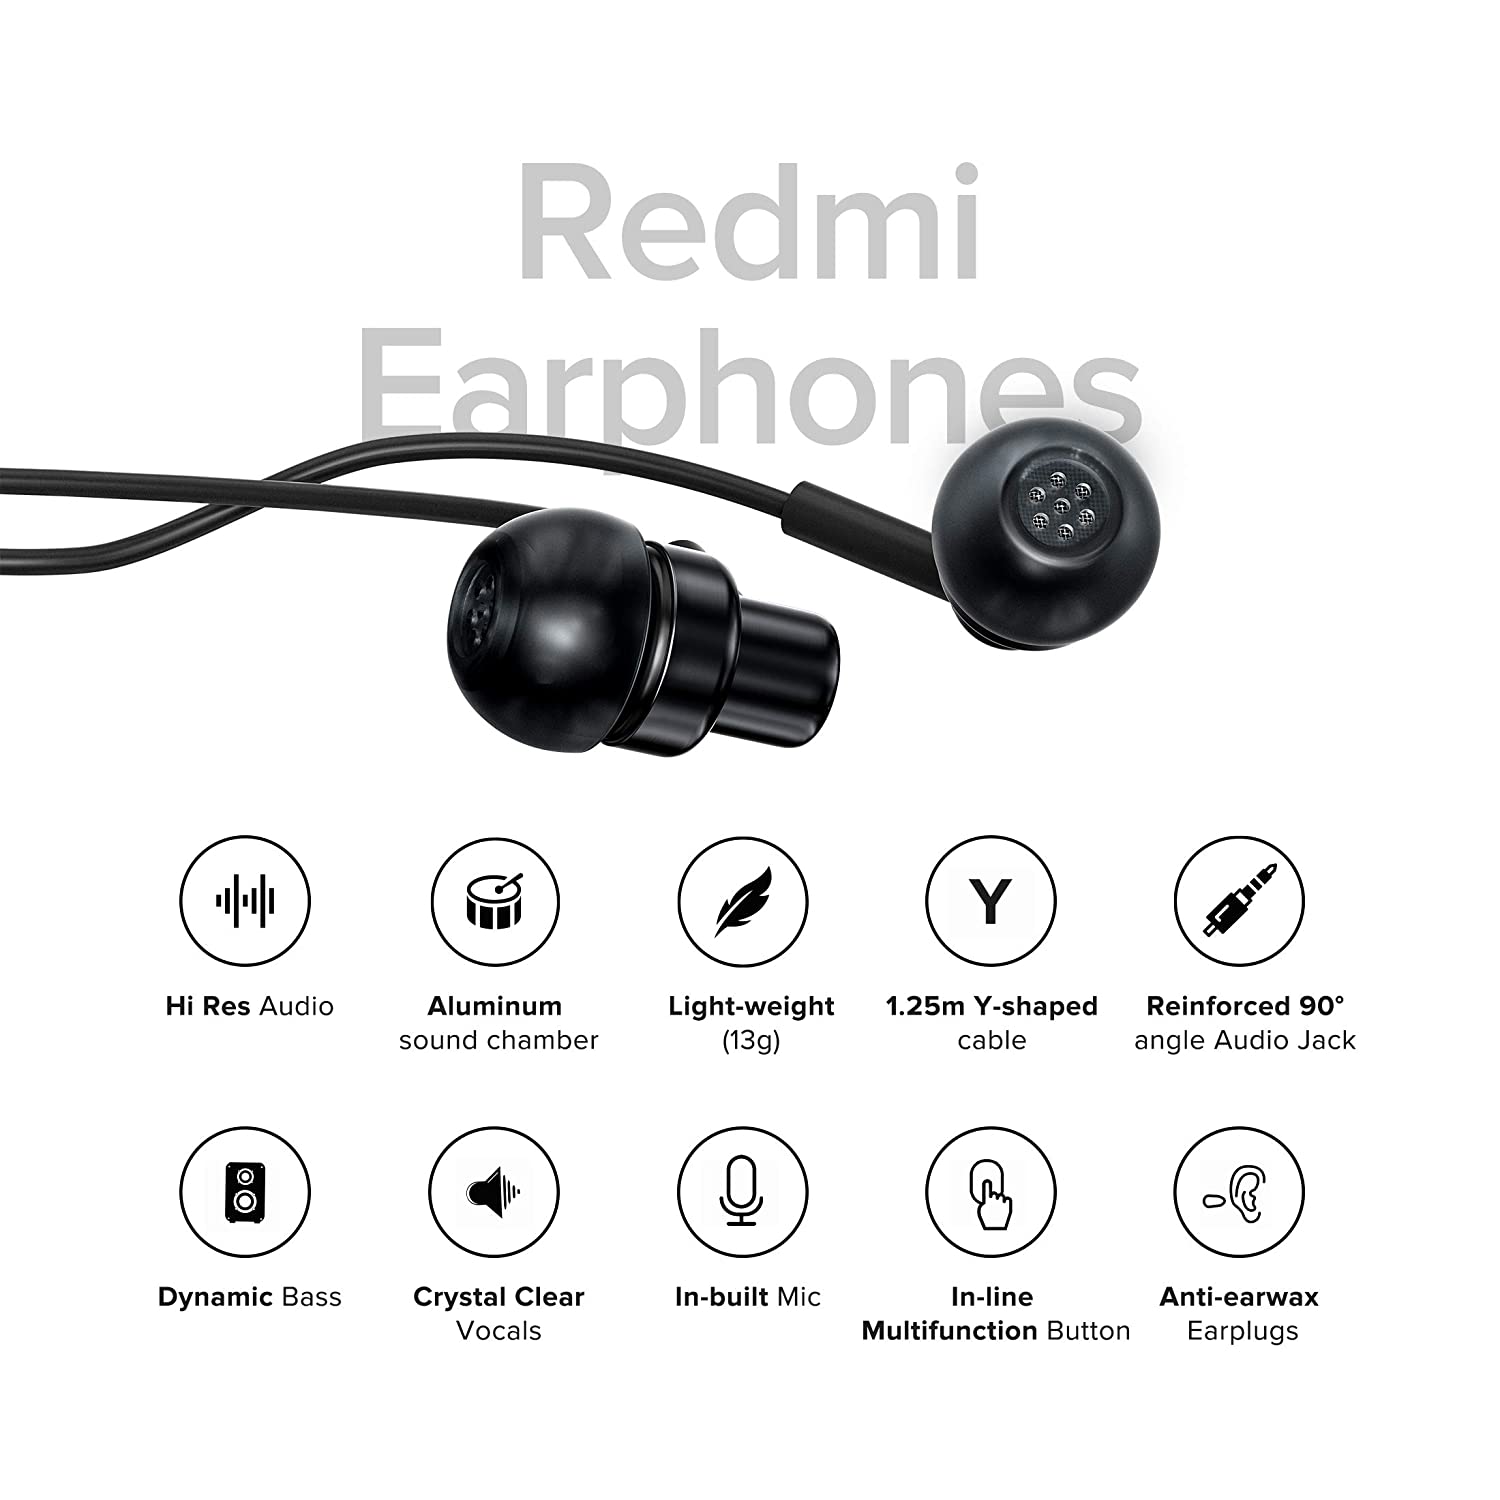 Redmi
Earphones
Y
Hi Res Audio
Aluminum
sound chamber
Light-weight
(13g)
1.25m Y-shaped
cable
Reinforced 90°
angle Audio Jack
Dynamic Bass
Crystal Clear
Vocals
In-built Mic
In-line
Multifunction Button
Anti-earwax
Earplugs